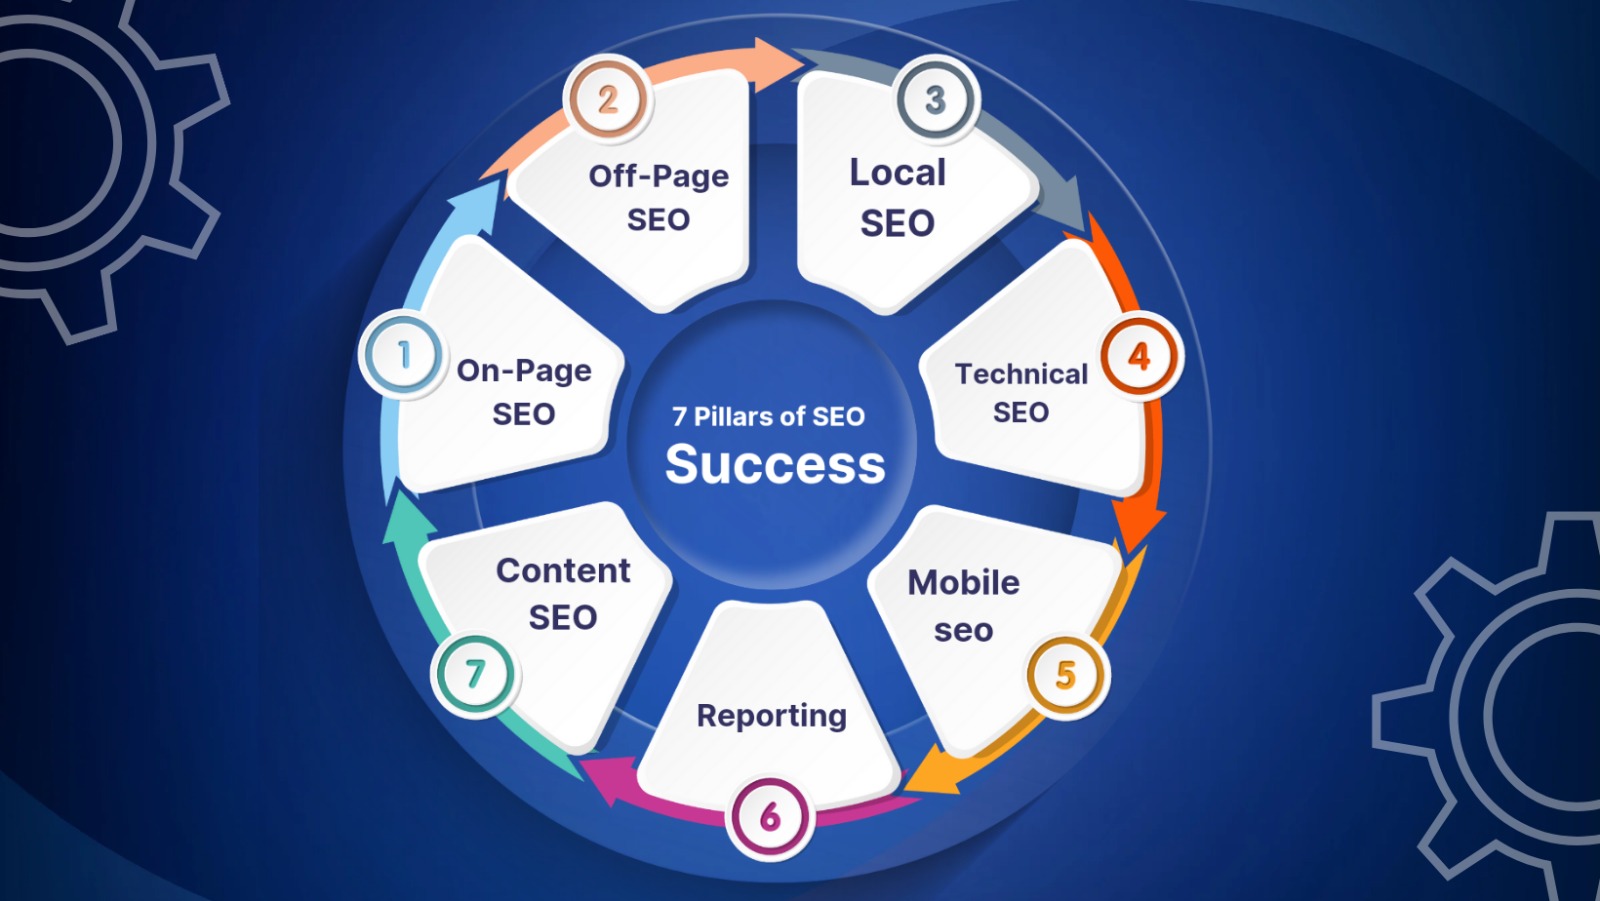 7 Pillars of SEO
Success
1
On-Page
SEO
2
Off-Page
SEO
3
Local
SEO
4
Technical
SEO
5
Mobile
seo
6
Reporting
7
Content
SEO